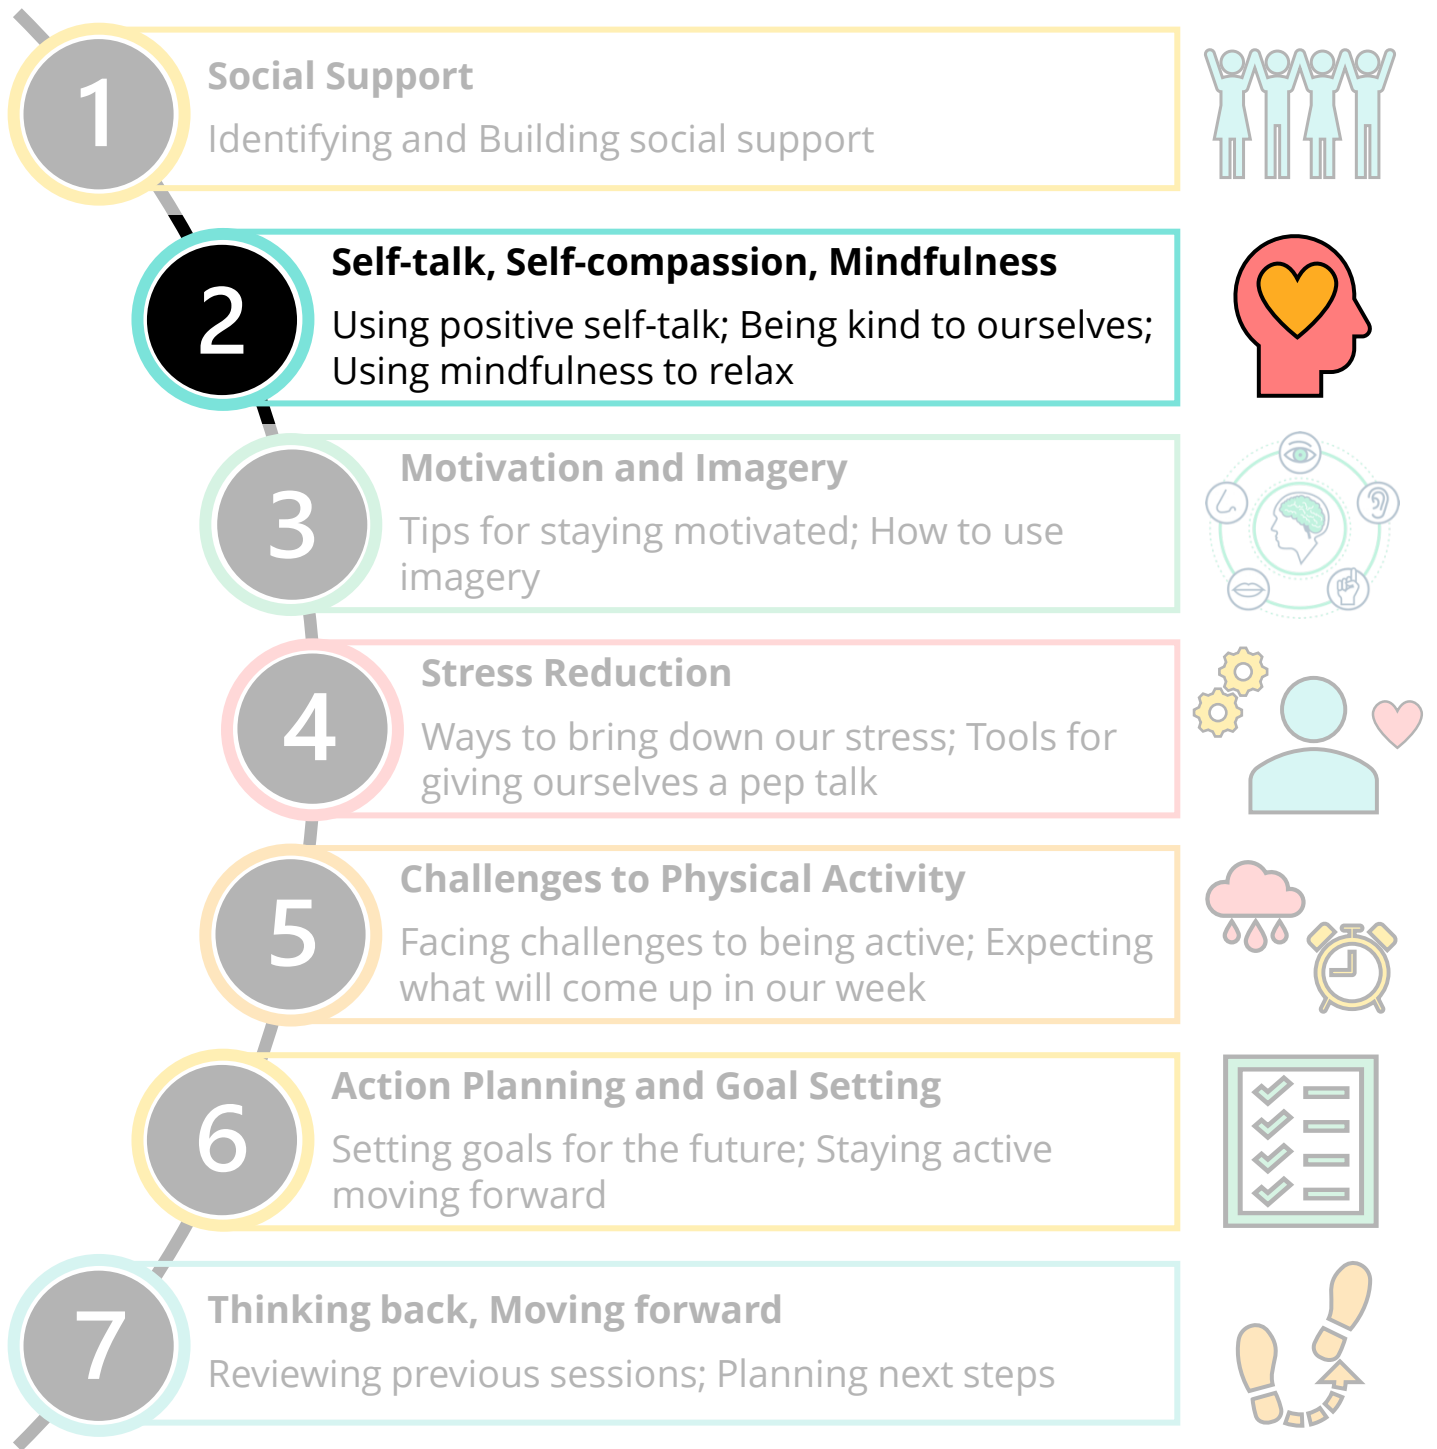 1
Social Support
Identifying and Building social support
2
Self-talk, Self-compassion, Mindfulness
Using positive self-talk; Being kind to ourselves;
Using mindfulness to relax
3
Motivation and Imagery
Tips for staying motivated; How to use
imagery
4
Stress Reduction
Ways to bring down our stress; Tools for
giving ourselves a pep talk
5
Challenges to Physical Activity
Facing challenges to being active; Expecting
what will come up in our week
6
Action Planning and Goal Setting
Setting goals for the future; Staying active
moving forward
7
Thinking back, Moving forward
Reviewing previous sessions; Planning next steps